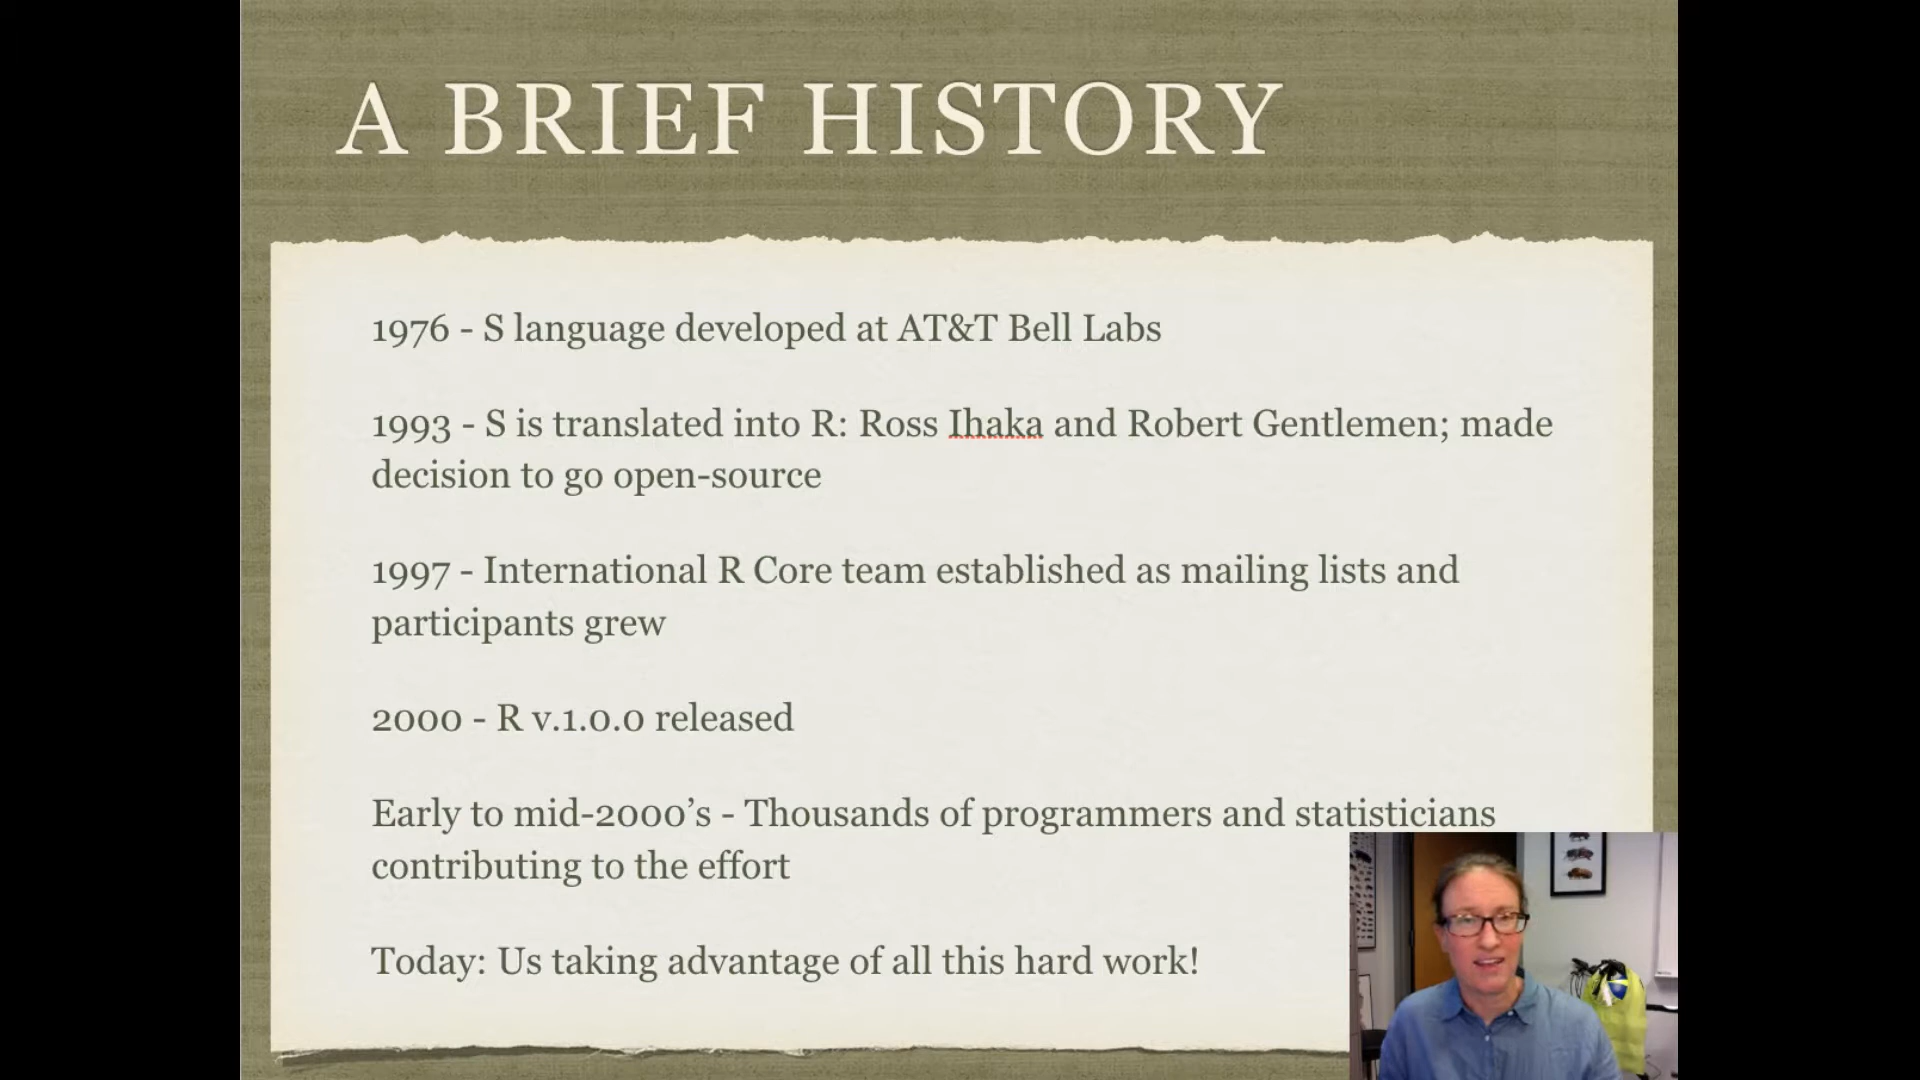 A BRIEF HISTORY
1976 - S language developed at AT&T Bell Labs
1993 - S is translated into R: Ross Ihaka and Robert Gentlemen; made
decision to go open-source
1997 - International R Core team established as mailing lists and
participants grew
2000 - R v.1.0.0 released
Early to mid-2000’s - Thousands of programmers and statisticians
contributing to the effort
Today: Us taking advantage of all this hard work!